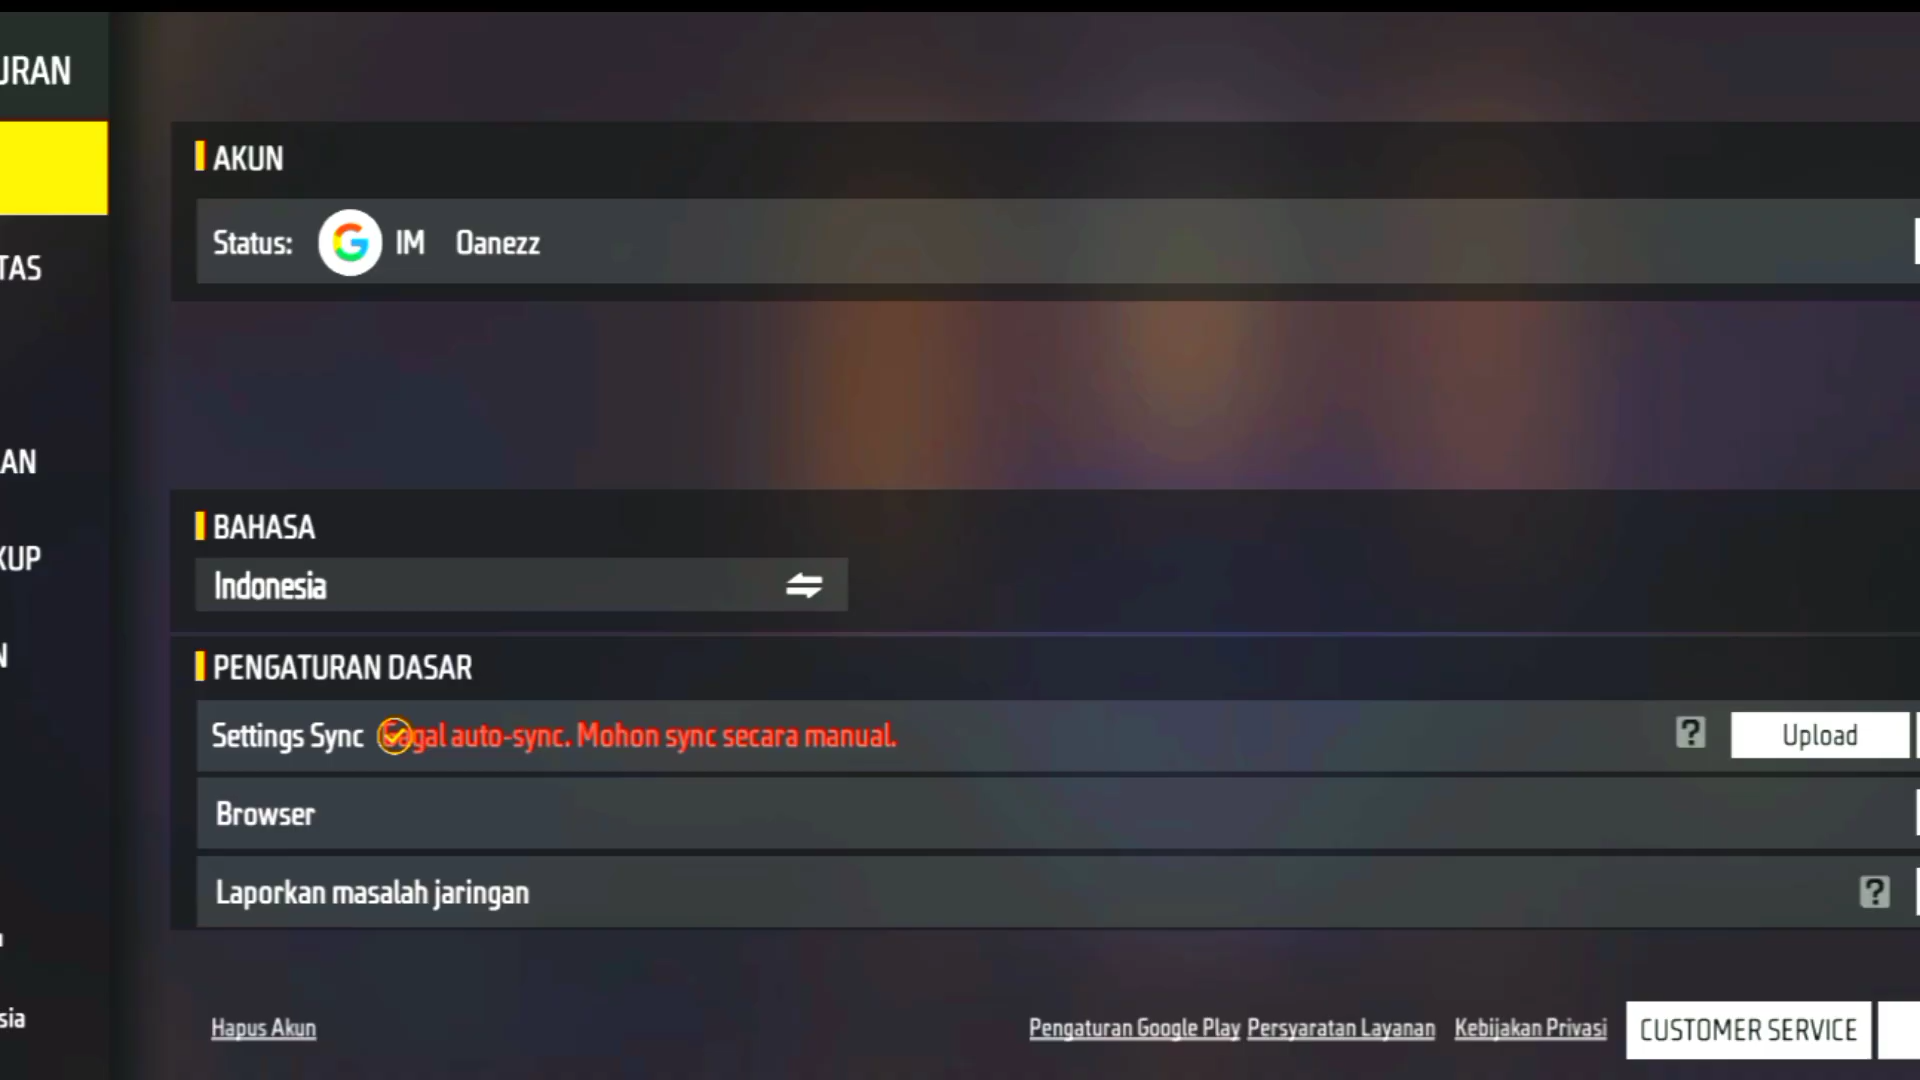 URAN
AKUN
Status: IM Oanezz
TAS
AN
BAHASA
KUP
Indonesia
N
PENGATURAN DASAR
Settings Sync Gagal auto-sync. Mohon sync secara manual. ? Upload
Browser
Laporkan masalah jaringan ?
sia
Hapus Akun Pengaturan Google Play Persyaratan Layanan Kebijakan Privasi CUSTOMER SERVICE